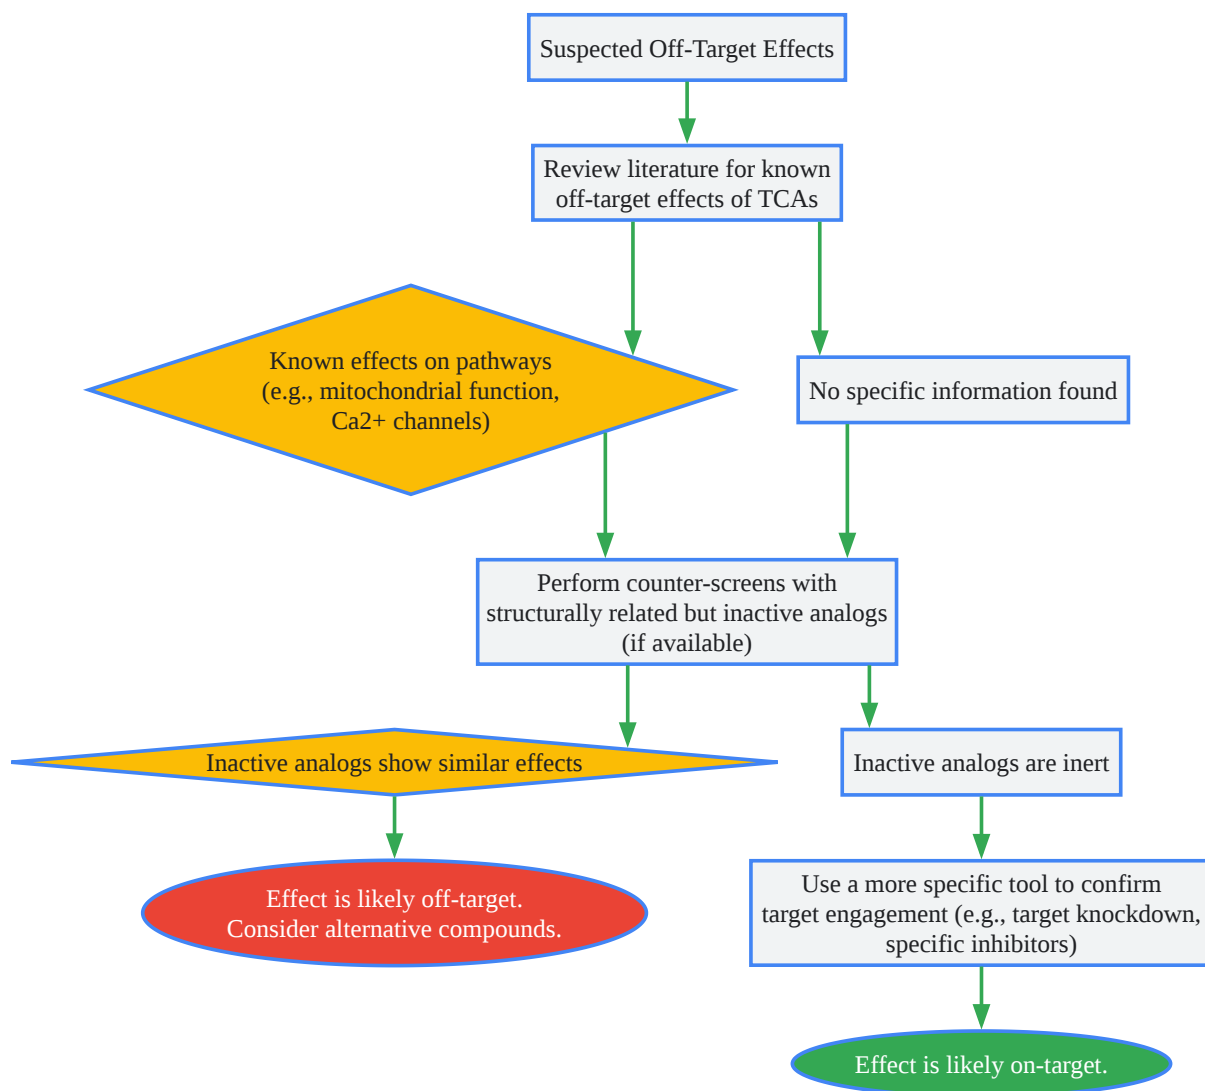 Suspected Off-Target Effects
Review literature for known
off-target effects of TCAs
Known effects on pathways
(e.g., mitochondrial function,
Ca2+ channels)
No specific information found
Perform counter-screens with
structurally related but inactive analogs
(if available)
Inactive analogs show similar effects
Inactive analogs are inert
Effect is likely off-target.
Consider alternative compounds.
Use a more specific tool to confirm
target engagement (e.g., target knockdown,
specific inhibitors)
Effect is likely on-target.